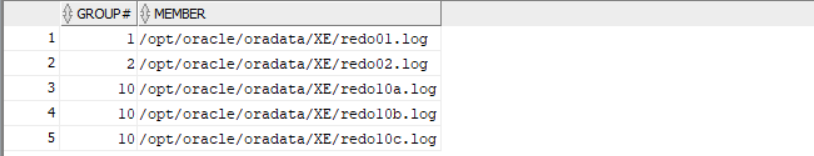 GROUP# MEMBER
1 1 /opt/oracle/oradata/XE/redo01.log
2 2 /opt/oracle/oradata/XE/redo02.log
3 10 /opt/oracle/oradata/XE/redo10a.log
4 10 /opt/oracle/oradata/XE/redo10b.log
5 10 /opt/oracle/oradata/XE/redo10c.log